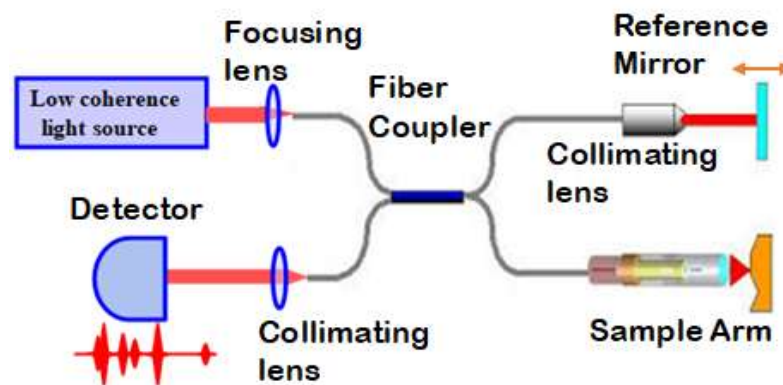 Focusing
lens
Low coherence
light source
Fiber
Coupler
Reference
Mirror
Collimating
lens
Detector
Collimating
lens
Sample Arm